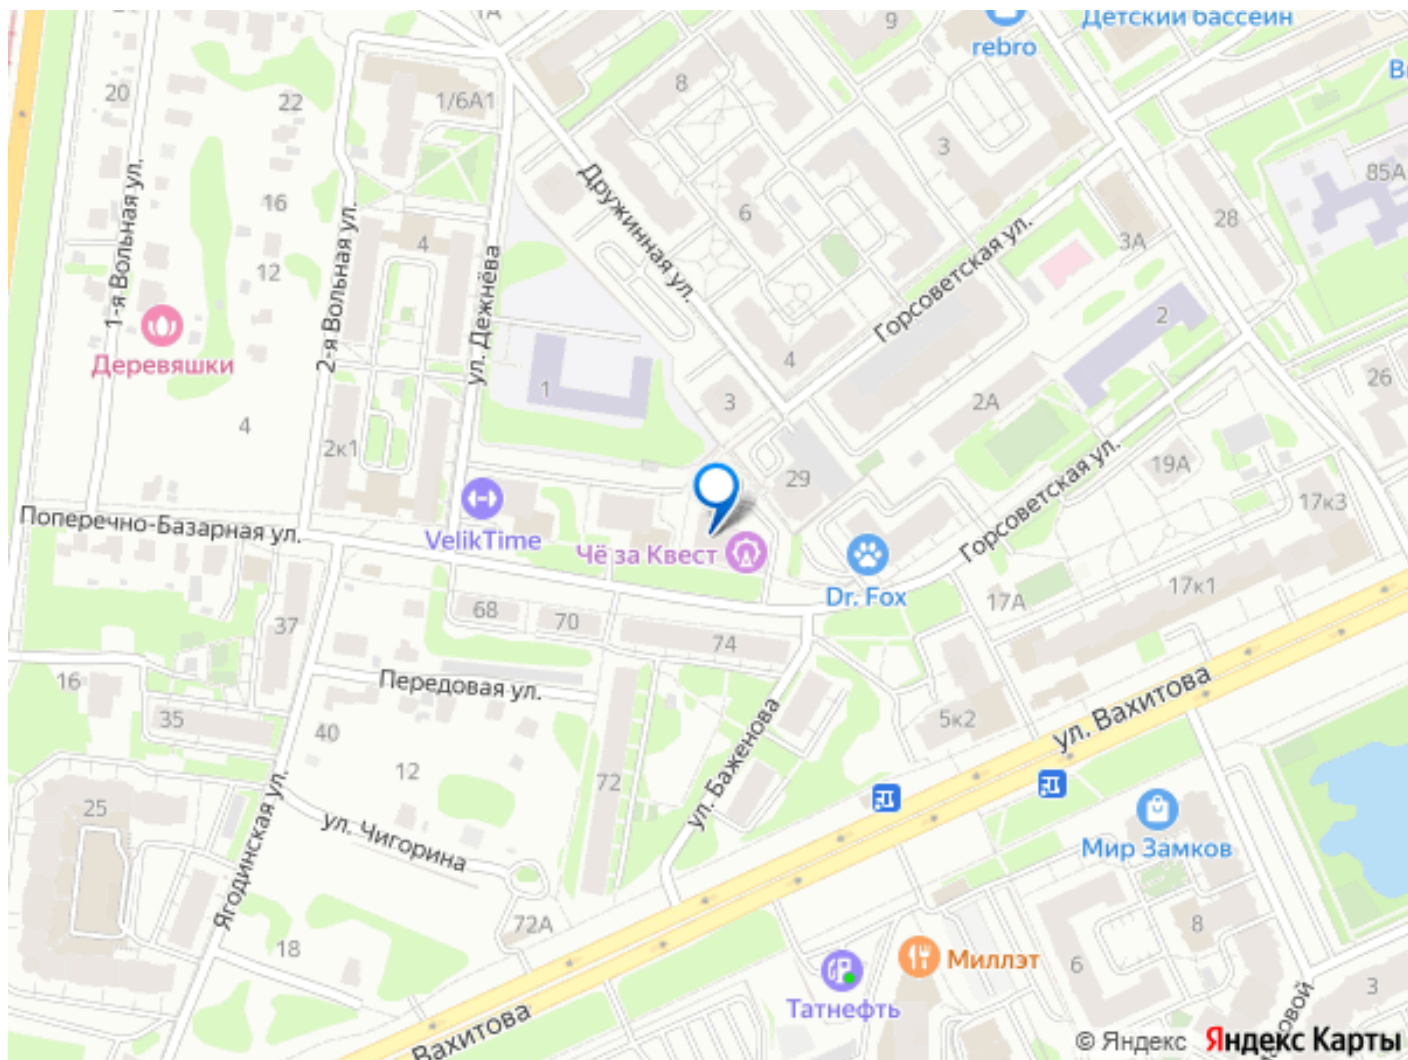 1А
9
Детский бассейн
rebro
8
1/6А1
20
22
3
85А
16
6
28
4
12
3А
1-я Вольная ул.
2-я Вольная ул.
ул. Дежнёва
Дружинная ул.
Горсоветская ул.
2
Деревяшки
1
4
26
3
2А
4
2к1
29
19А
17к3
Поперечно-Базарная ул.
VelikTime
Чё за Квест
Горсоветская ул.
Dr. Fox
17А
17к1
68
70
37
74
16
Передовая ул.
35
40
5к2
ул. Вахитова
ул. Баженова
12
72
25
ул. Чигорина
Мир Замков
Ягодинская ул.
72А
8
18
6
Миллэт
3
Татнефть
Вахитова
овой
© Яндекс Яндекс Карты